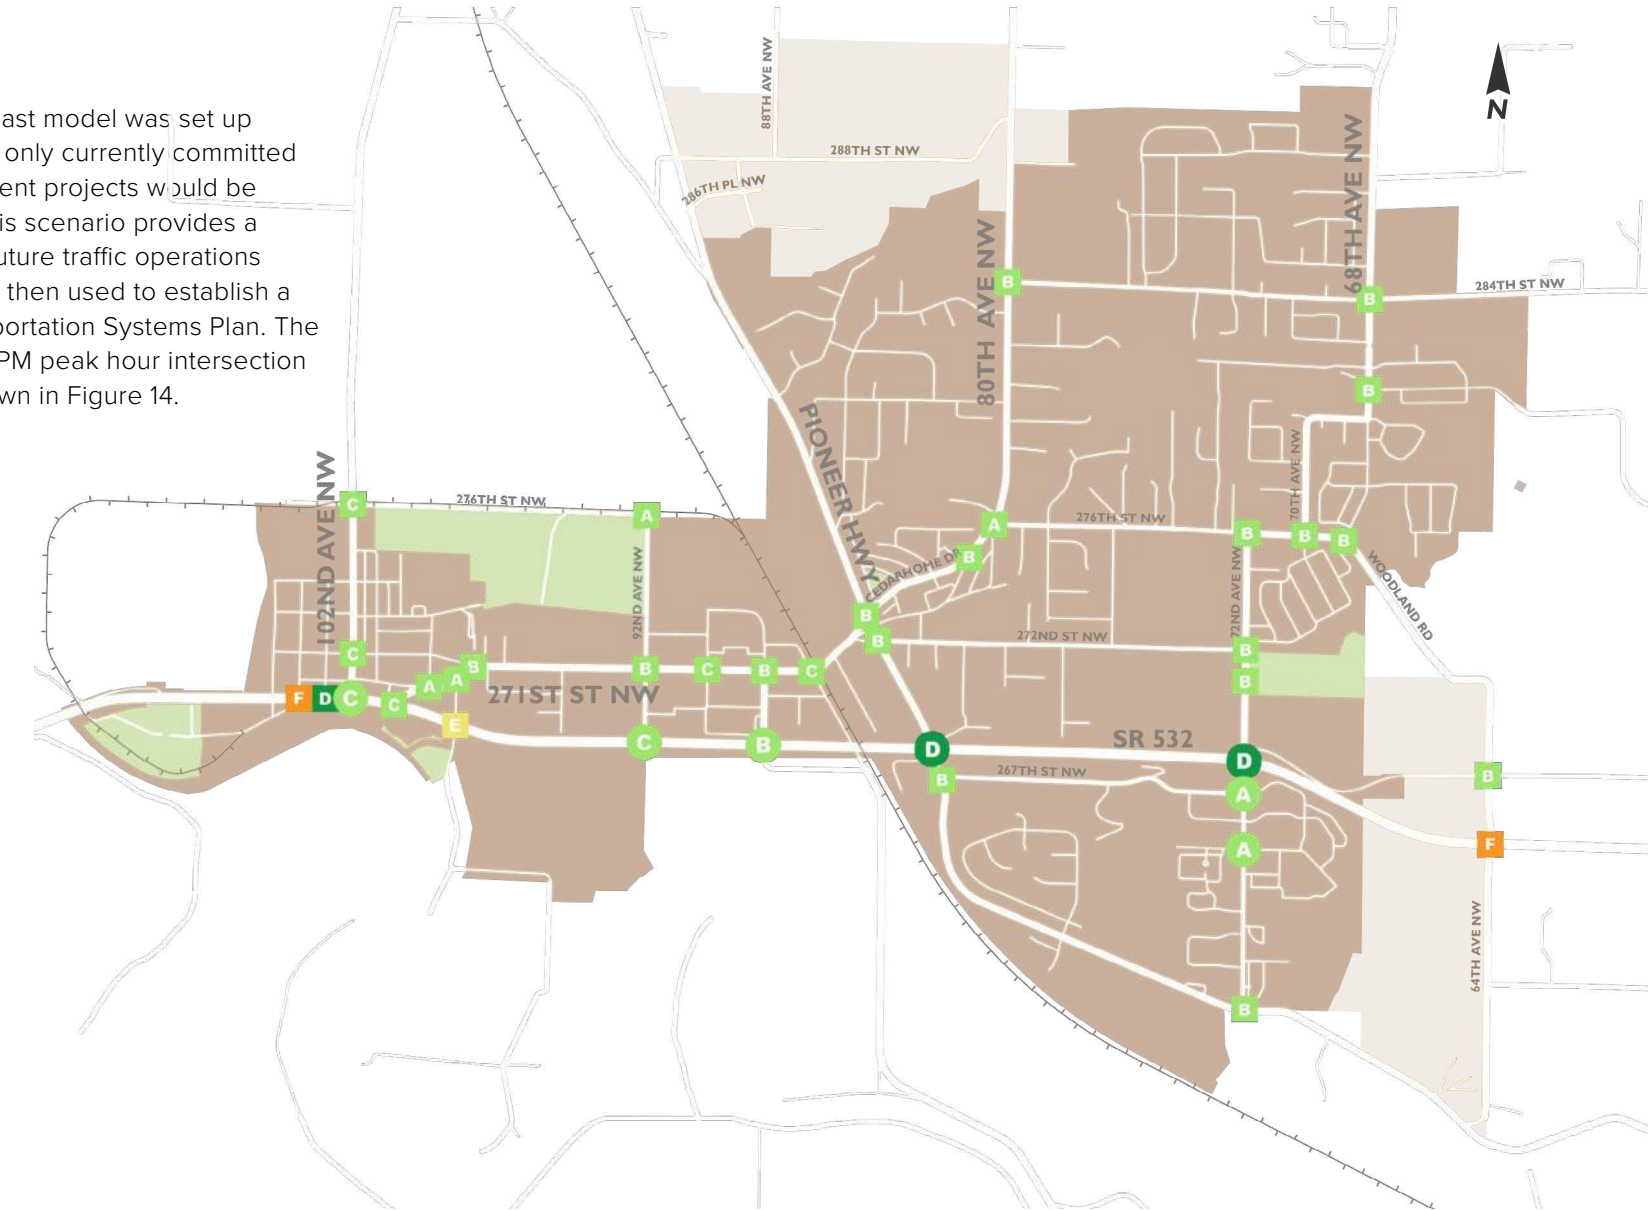 ast model was set up
only currently committed
ent projects would be
is scenario provides a
uture traffic operations
then used to establish a
portation Systems Plan. The
PM peak hour intersection
wn in Figure 14.
N
88TH AVE NW
288TH ST NW
286TH PL NW
80TH AVE NW
68TH AVE NW
284TH ST NW
B
B
B
PIONEER HWY
102ND AVE NW
276TH ST NW
C
A
92ND AVE NW
CEDARHOME DR
A
B
276TH ST NW
70TH AVE NW
B
B
B
72ND AVE NW
WOODLAND RD
B
B
272ND ST NW
B
B
C
A
A
B
B
C
B
C
271ST ST NW
F
D
C
C
E
C
B
D
SR 532
D
267TH ST NW
B
A
A
B
F
64TH AVE NW
B